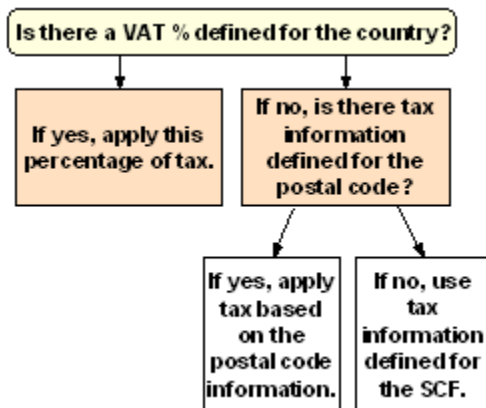 Is there a VAT % defined for the country?
If yes, apply this
percentage of tax.
If no, is there tax
information
defined for the
postal code?
If yes, apply
tax based
on the
postal code
information.
If no, use
tax
information
defined for
the SCF.